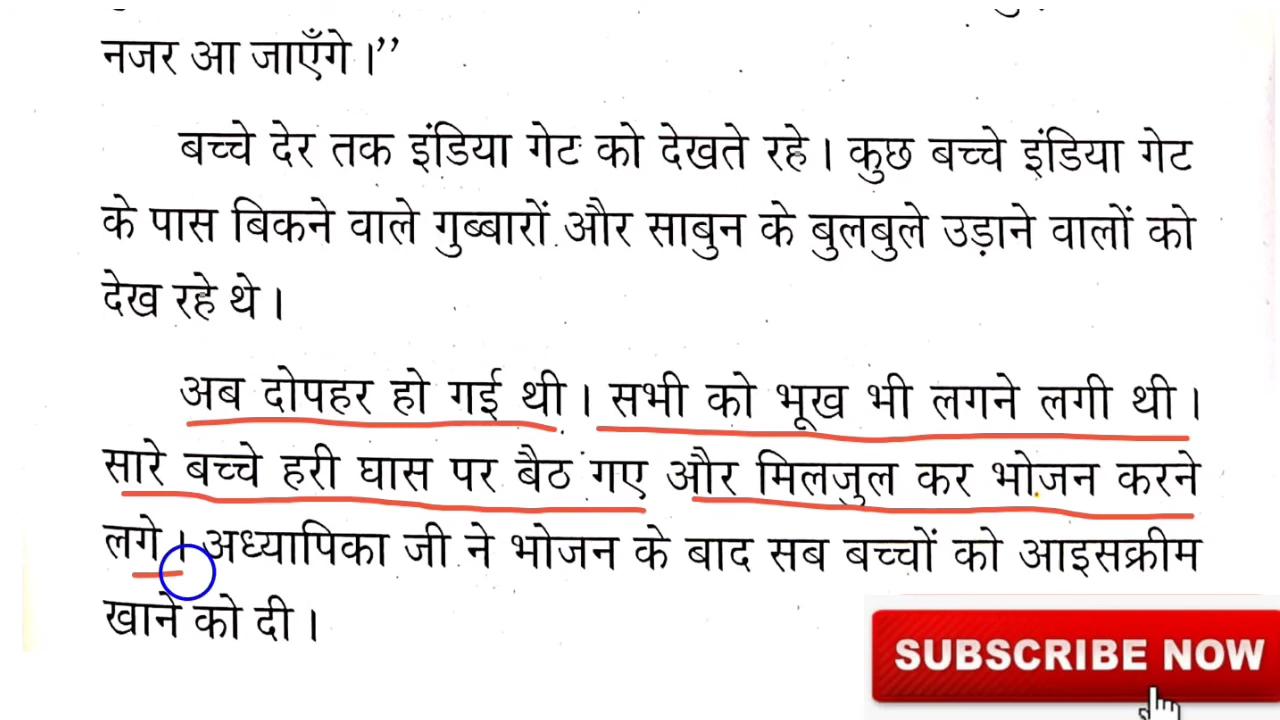 नजर आ जाएँगे।”
बच्चे देर तक इंडिया गेट को देखते रहे। कुछ बच्चे इंडिया गेट
के पास बिकने वाले गुब्बारों और साबुन के बुलबुले उड़ाने वालों को
देख रहे थे।
अब दोपहर हो गई थी। सभी को भूख भी लगने लगी थी।
सारे बच्चे हरी घास पर बैठ गए और मिलजुल कर भोजन करने
लगे। अध्यापिका जी ने भोजन के बाद सब बच्चों को आइसक्रीम
खाने को दी।
SUBSCRIBE NOW